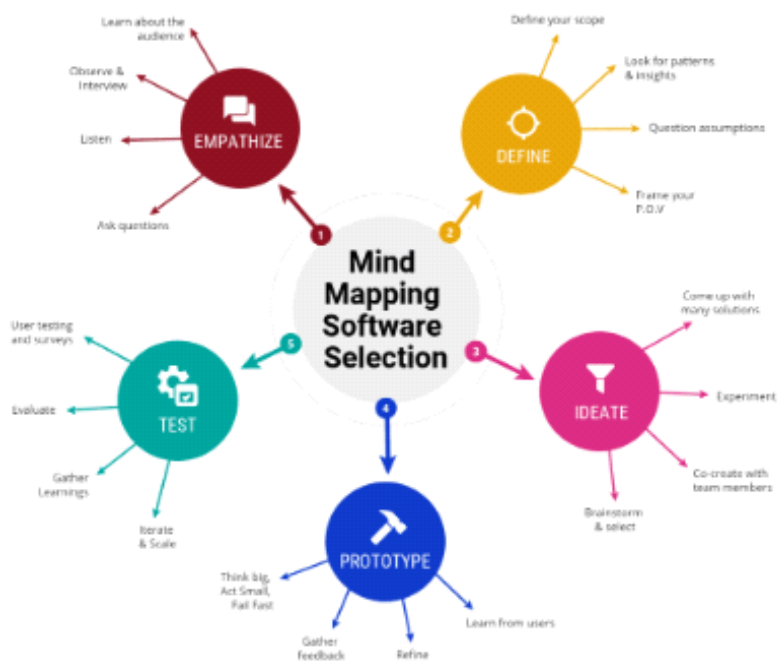 Mind
Mapping
Software
Selection
1
EMPATHIZE
Learn about the
audience
Observe &
Interview
Listen
Ask questions
2
DEFINE
Define your scope
Look for patterns
& insights
Question assumptions
Frame your
P.O.V
3
IDEATE
Come up with
many solutions
Experiment
Co-create with
team members
Brainstorm
& select
4
PROTOTYPE
Think big,
Act Small,
Fail Fast
Gather
feedback
Refine
Learn from users
5
TEST
User testing
and surveys
Evaluate
Gather
Learnings
Iterate
& Scale